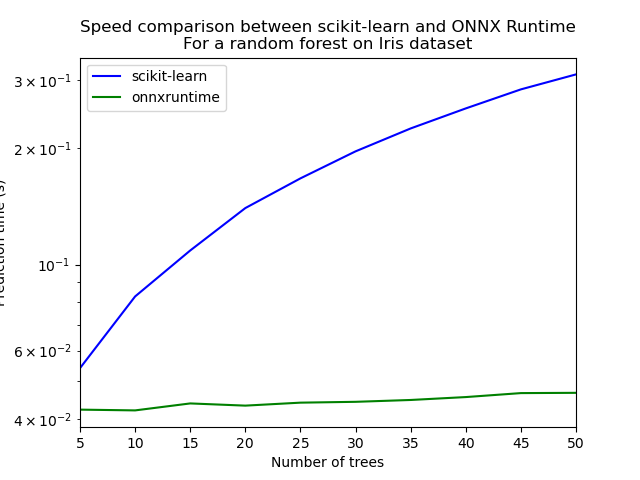 Speed comparison between scikit-learn and ONNX Runtime
For a random forest on Iris dataset
scikit-learn
onnxruntime
3 × 10⁻¹
2 × 10⁻¹
10⁻¹
6 × 10⁻²
4 × 10⁻²
5 10 15 20 25 30 35 40 45 50
Number of trees